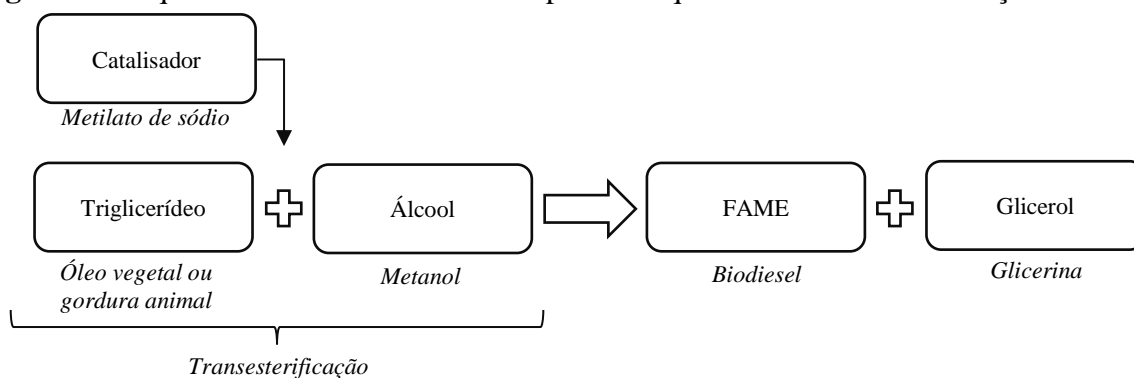 Catalisador
Metilato de sódio
Triglicerídeo
Álcool
FAME
Glicerol
Óleo vegetal ou
gordura animal
Metanol
Biodiesel
Glicerina
Transesterificação